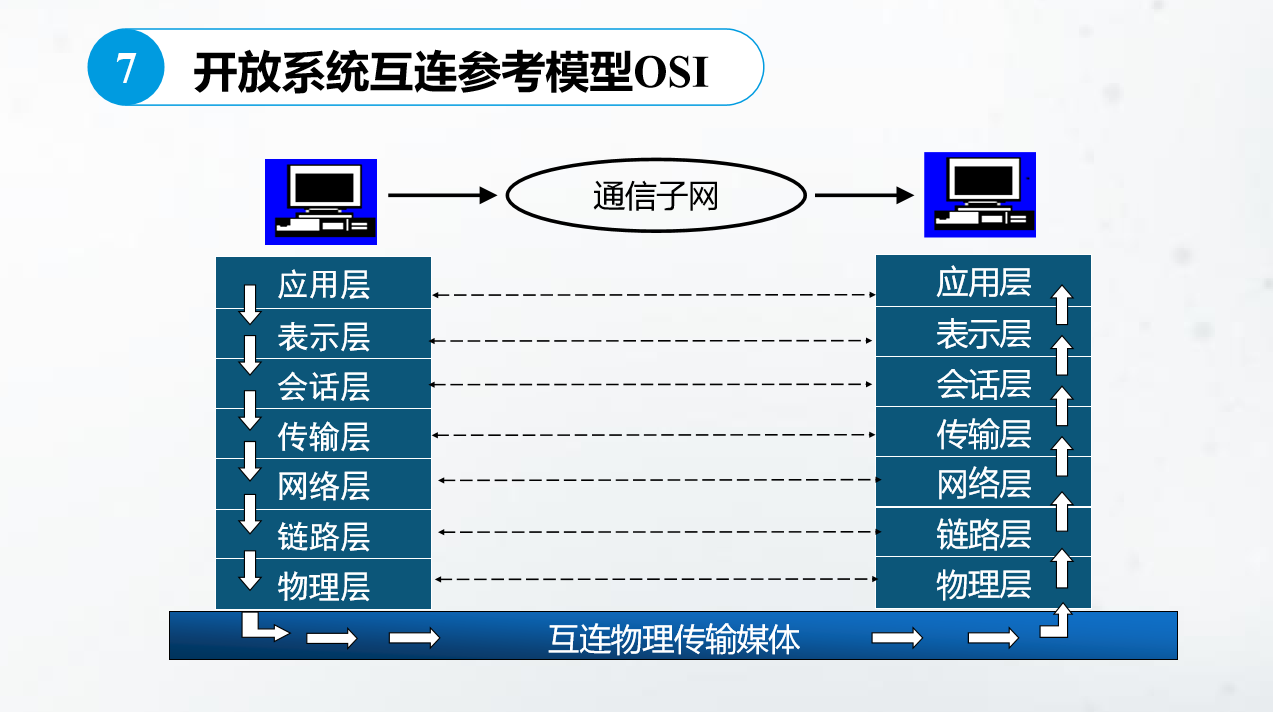 7
开放系统互连参考模型OSI
通信子网
应用层
表示层
会话层
传输层
网络层
链路层
物理层
应用层
表示层
会话层
传输层
网络层
链路层
物理层
互连物理传输媒体